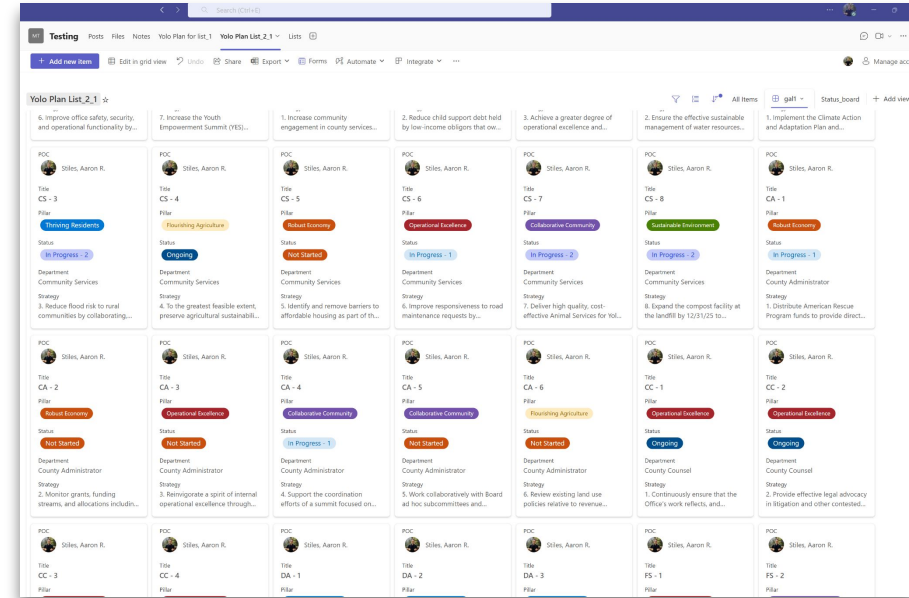 Search (Ctrl+E)
MT Testing Posts Files Notes Yolo Plan for list_1 Yolo Plan List_2_1 Lists
+ Add new item Edit in grid view Undo Share Export Forms Automate Integrate
Manage acc
Yolo Plan List_2_1
All Items gal1 Status_board + Add view
6. Improve office safety, security, and operational functionality by...
7. Increase the Youth Empowerment Summit (YES)...
1. Increase community engagement in county services...
2. Reduce child support debt held by low-income obligors that ow...
3. Achieve a greater degree of operational excellence and...
2. Ensure the effective sustainable management of water resources...
1. Implement the Climate Action and Adaptation Plan and...
POC POC POC POC POC POC POC
Stiles, Aaron R. Stiles, Aaron R. Stiles, Aaron R. Stiles, Aaron R. Stiles, Aaron R. Stiles, Aaron R. Stiles, Aaron R.
Title Title Title Title Title Title Title
CS - 3 CS - 4 CS - 5 CS - 6 CS - 7 CS - 8 CA - 1
Pillar Pillar Pillar Pillar Pillar Pillar Pillar
Thriving Residents Flourishing Agriculture Robust Economy Operational Excellence Collaborative Community Sustainable Environment Robust Economy
Status Status Status Status Status Status Status
In Progress - 2 Ongoing Not Started In Progress - 1 In Progress - 2 In Progress - 2 In Progress - 1
Department Department Department Department Department Department Department
Community Services Community Services Community Services Community Services Community Services Community Services County Administrator
Strategy Strategy Strategy Strategy Strategy Strategy Strategy
3. Reduce flood risk to rural communities by collaborating,...
4. To the greatest feasible extent, preserve agricultural sustainabili...
5. Identify and remove barriers to affordable housing as part of th...
6. Improve responsiveness to road maintenance requests by...
7. Deliver high quality, cost-effective Animal Services for Yol...
8. Expand the compost facility at the landfill by 12/31/25 to...
1. Distribute American Rescue Program funds to provide direct...
POC POC POC POC POC POC POC
Stiles, Aaron R. Stiles, Aaron R. Stiles, Aaron R. Stiles, Aaron R. Stiles, Aaron R. Stiles, Aaron R. Stiles, Aaron R.
Title Title Title Title Title Title Title
CA - 2 CA - 3 CA - 4 CA - 5 CA - 6 CC - 1 CC - 2
Pillar Pillar Pillar Pillar Pillar Pillar Pillar
Robust Economy Operational Excellence Collaborative Community Collaborative Community Flourishing Agriculture Operational Excellence Operational Excellence
Status Status Status Status Status Status Status
Not Started Not Started In Progress - 1 Not Started Not Started Ongoing Ongoing
Department Department Department Department Department Department Department
County Administrator County Administrator County Administrator County Administrator County Administrator County Counsel County Counsel
Strategy Strategy Strategy Strategy Strategy Strategy Strategy
2. Monitor grants, funding streams, and allocations includin...
3. Reinvigorate a spirit of internal operational excellence through...
4. Support the coordination efforts of a summit focused on...
5. Work collaboratively with Board ad hoc subcommittees and...
6. Review existing land use policies relative to revenue...
1. Continuously ensure that the Office's work reflects, and...
2. Provide effective legal advocacy in litigation and other contested...
POC POC POC POC POC POC POC
Stiles, Aaron R. Stiles, Aaron R. Stiles, Aaron R. Stiles, Aaron R. Stiles, Aaron R. Stiles, Aaron R. Stiles, Aaron R.
Title Title Title Title Title Title Title
CC - 3 CC - 4 DA - 1 DA - 2 DA - 3 FS - 1 FS - 2
Pillar Pillar Pillar Pillar Pillar Pillar Pillar